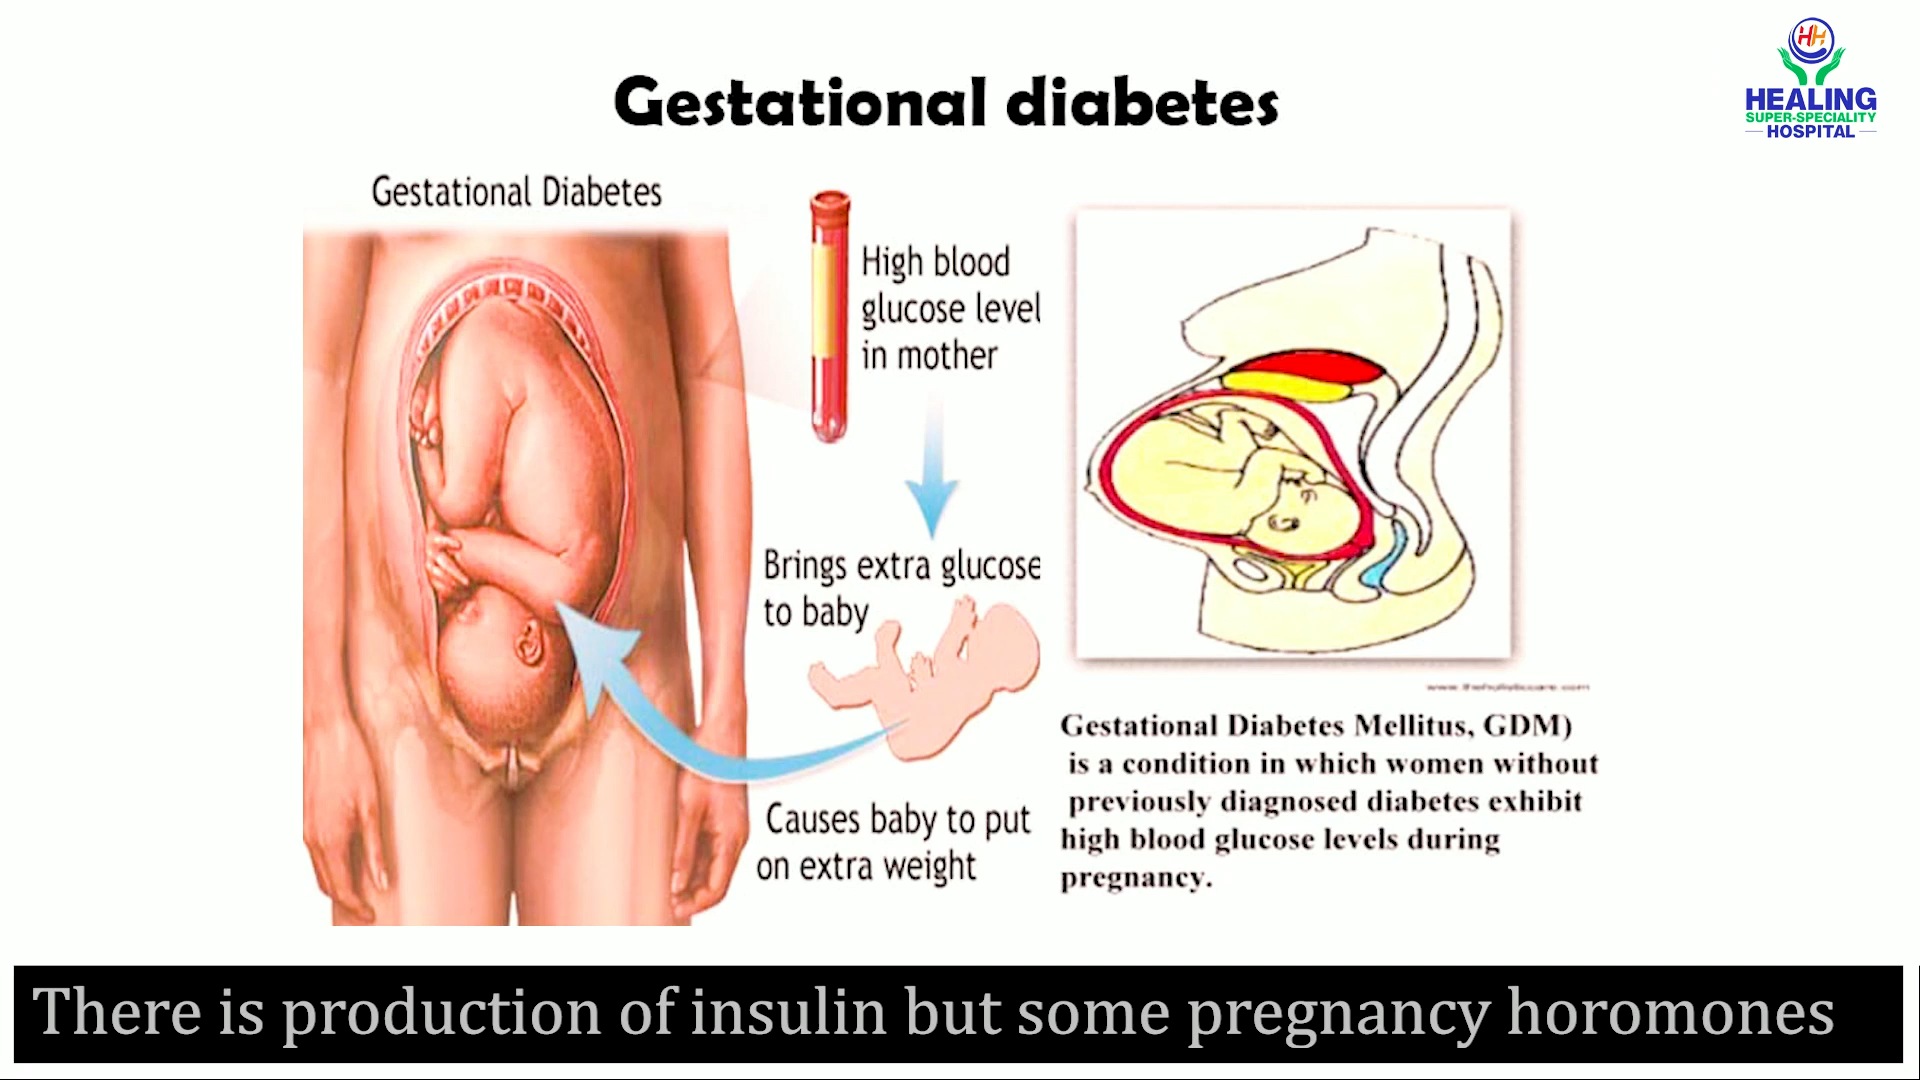 Gestational diabetes
HH
HEALING
SUPER-SPECIALITY
HOSPITAL
Gestational Diabetes
High blood
glucose level
in mother
Brings extra glucose
to baby
Causes baby to put
on extra weight
Gestational Diabetes Mellitus, GDM)
is a condition in which women without
previously diagnosed diabetes exhibit
high blood glucose levels during
pregnancy.
There is production of insulin but some pregnancy horomones